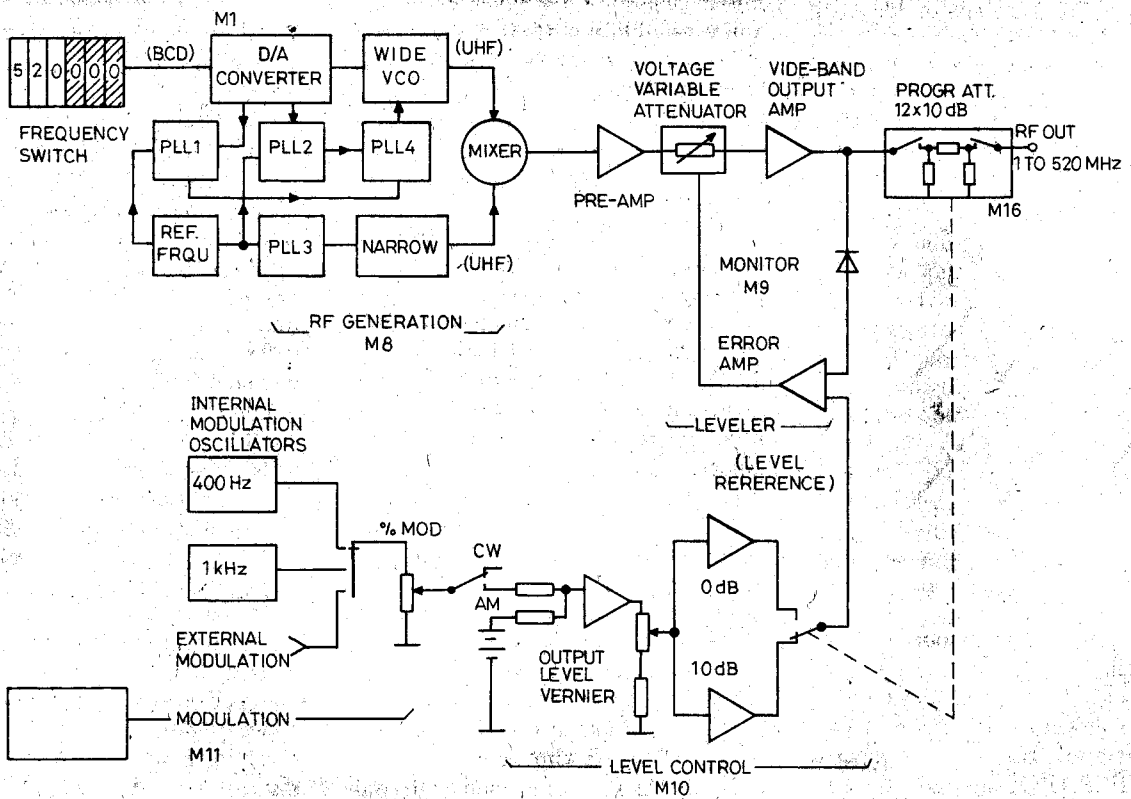 M1
5 2 0 0 0 0
(BCD)
D/A
CONVERTER
WIDE
VCO
(UHF)
FREQUENCY
SWITCH
PLL1
PLL2
PLL4
MIXER
REF.
FRQU
PLL3
NARROW
(UHF)
RF GENERATION
M8
PRE-AMP
VOLTAGE
VARIABLE
ATTENUATOR
VIDE-BAND
OUTPUT
AMP
PROGR ATT.
12x10 dB
RF OUT
1 TO 520 MHz
M16
MONITOR
M9
ERROR
AMP
LEVELER
(LEVEL
RERERENCE)
INTERNAL
MODULATION
OSCILLATORS
400 Hz
1 kHz
EXTERNAL
MODULATION
% MOD
CW
AM
OUTPUT
LEVEL
VERNIER
0 dB
10 dB
MODULATION
M11
LEVEL CONTROL
M10